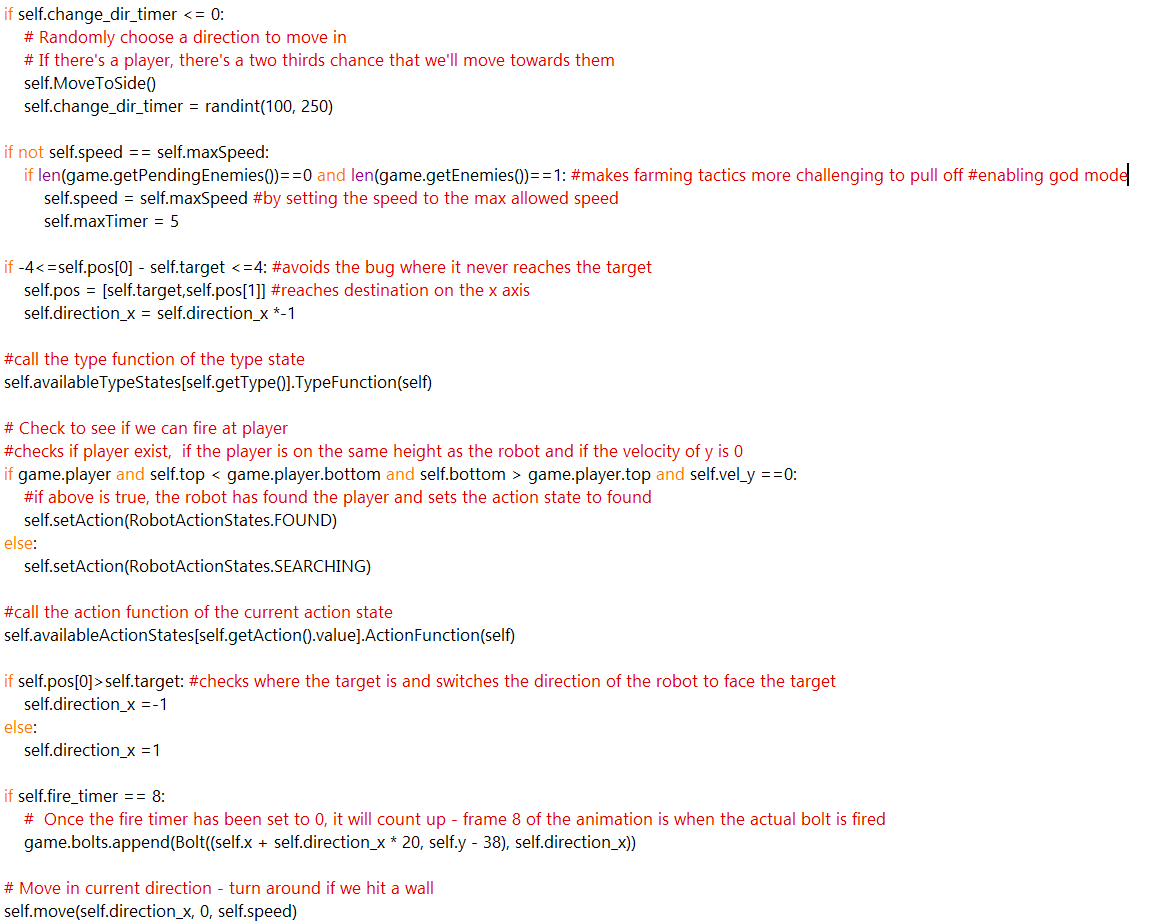 if self.change_dir_timer <= 0:
# Randomly choose a direction to move in
# If there's a player, there's a two thirds chance that we'll move towards them
self.MoveToSide()
self.change_dir_timer = randint(100, 250)
if not self.speed == self.maxSpeed:
if len(game.getPendingEnemies())==0 and len(game.getEnemies())==1: #makes farming tactics more challenging to pull off #enabling god mode
self.speed = self.maxSpeed #by setting the speed to the max allowed speed
self.maxTimer = 5
if -4<=self.pos[0] - self.target <=4: #avoids the bug where it never reaches the target
self.pos = [self.target,self.pos[1]] #reaches destination on the x axis
self.direction_x = self.direction_x *-1
#call the type function of the type state
self.availableTypeStates[self.getType()].TypeFunction(self)
# Check to see if we can fire at player
#checks if player exist,  if the player is on the same height as the robot and if the velocity of y is 0
if game.player and self.top < game.player.bottom and self.bottom > game.player.top and self.vel_y ==0:
#if above is true, the robot has found the player and sets the action state to found
self.setAction(RobotActionStates.FOUND)
else:
self.setAction(RobotActionStates.SEARCHING)
#call the action function of the current action state
self.availableActionStates[self.getAction().value].ActionFunction(self)
if self.pos[0]>self.target: #checks where the target is and switches the direction of the robot to face the target
self.direction_x =-1
else:
self.direction_x =1
if self.fire_timer == 8:
#  Once the fire timer has been set to 0, it will count up - frame 8 of the animation is when the actual bolt is fired
game.bolts.append(Bolt((self.x + self.direction_x * 20, self.y - 38), self.direction_x))
# Move in current direction - turn around if we hit a wall
self.move(self.direction_x, 0, self.speed)